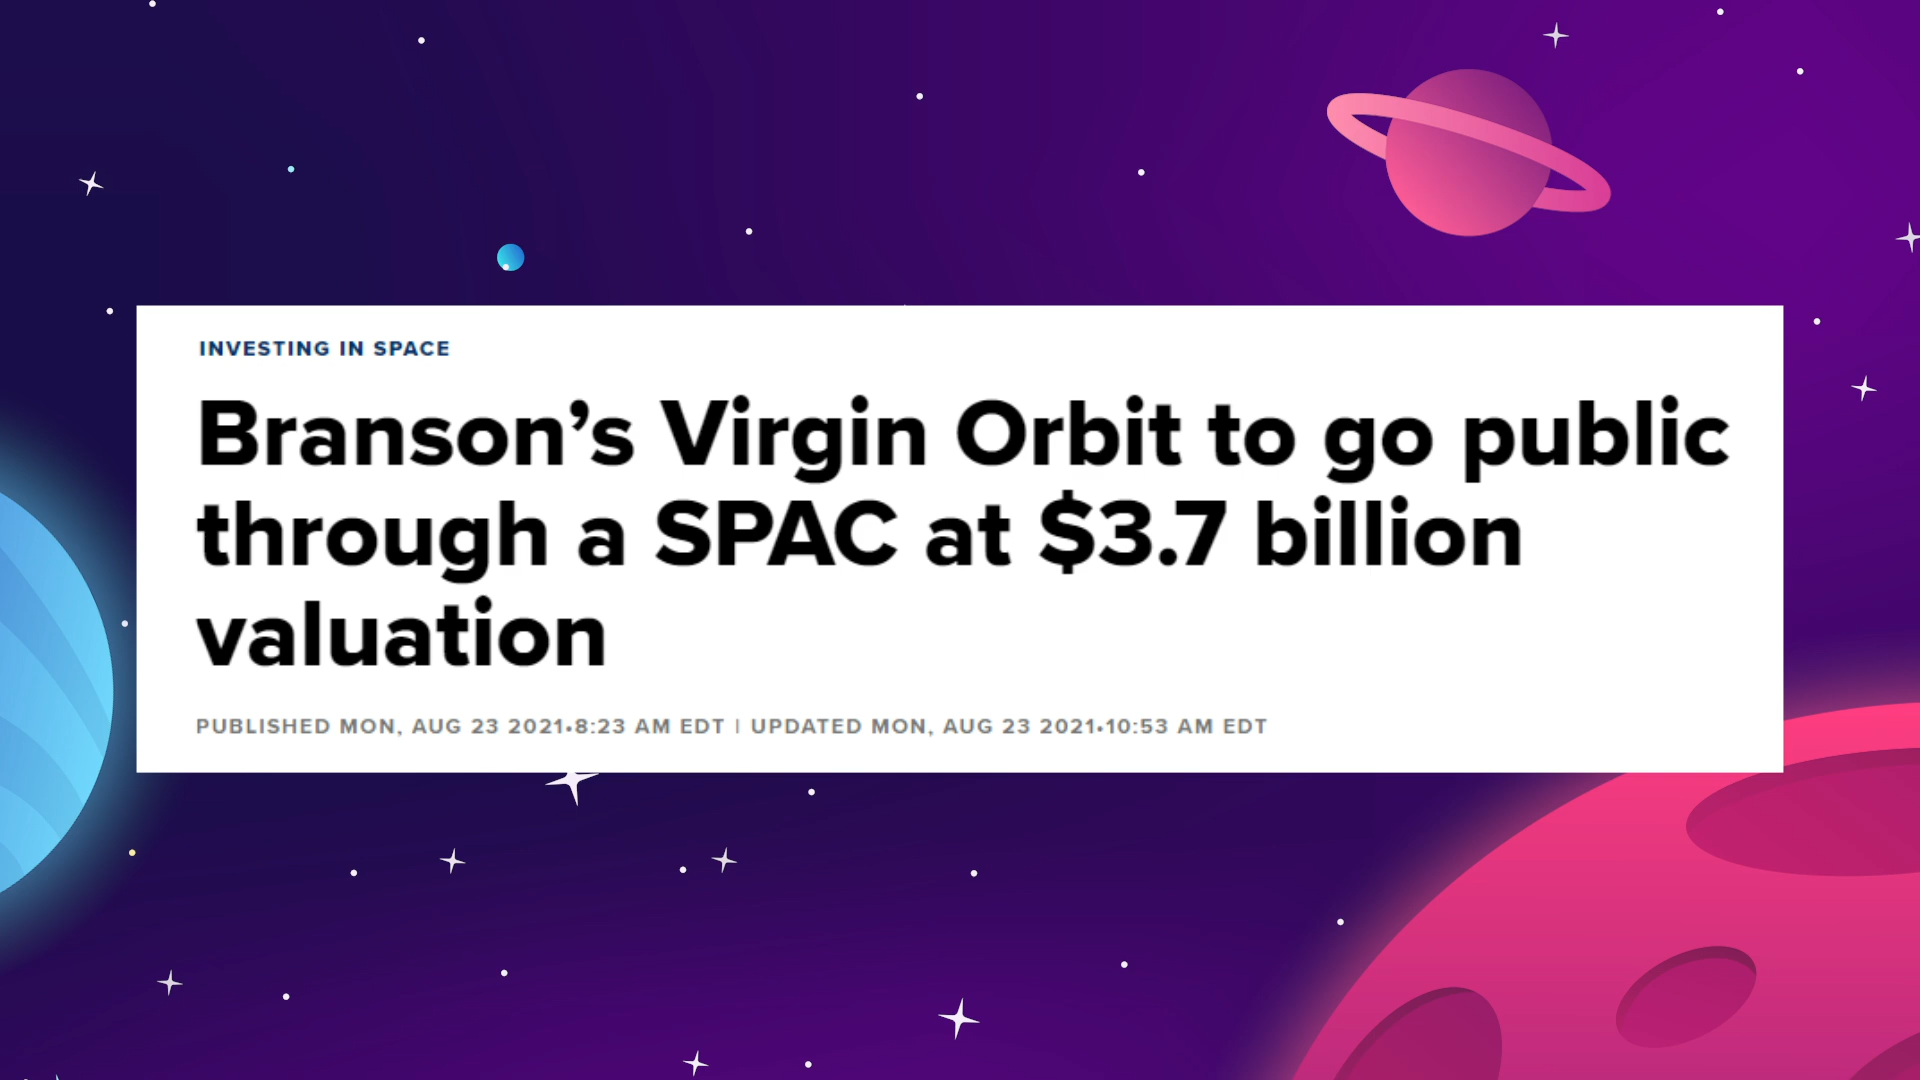 INVESTING IN SPACE
Branson’s Virgin Orbit to go public
through a SPAC at $3.7 billion
valuation
PUBLISHED MON, AUG 23 2021•8:23 AM EDT | UPDATED MON, AUG 23 2021•10:53 AM EDT